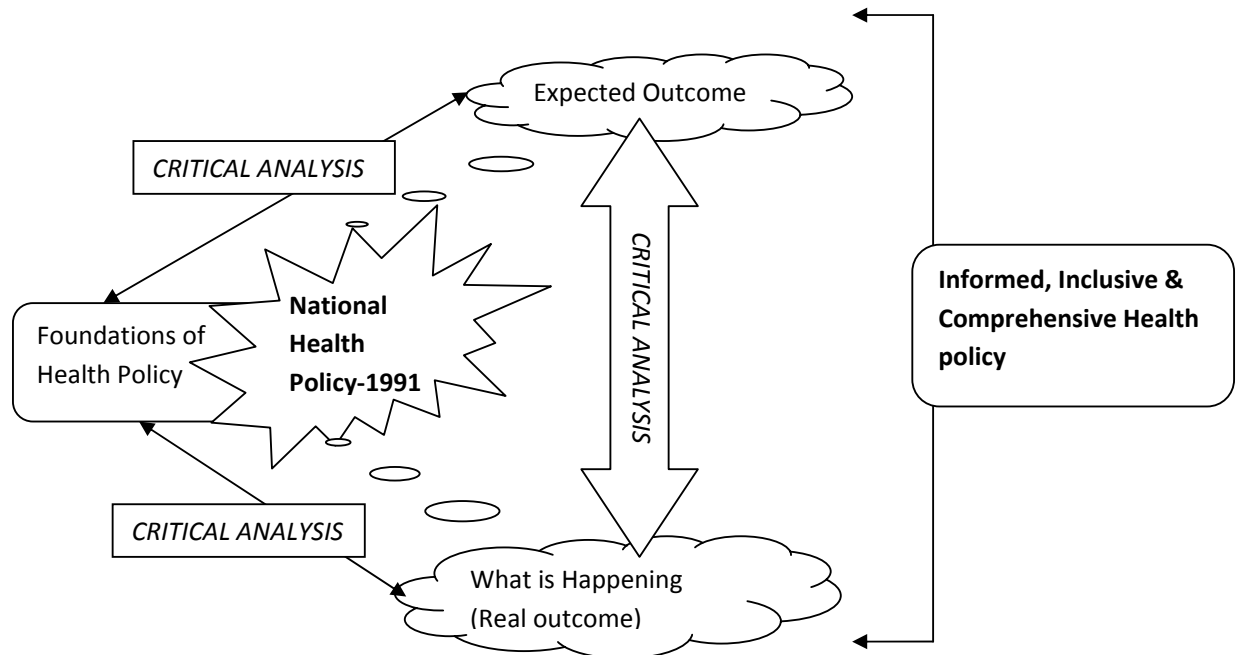 Expected Outcome
CRITICAL ANALYSIS
National
Health
Policy-1991
Foundations of
Health Policy
CRITICAL ANALYSIS
Informed, Inclusive &
Comprehensive Health
policy
CRITICAL ANALYSIS
What is Happening
(Real outcome)